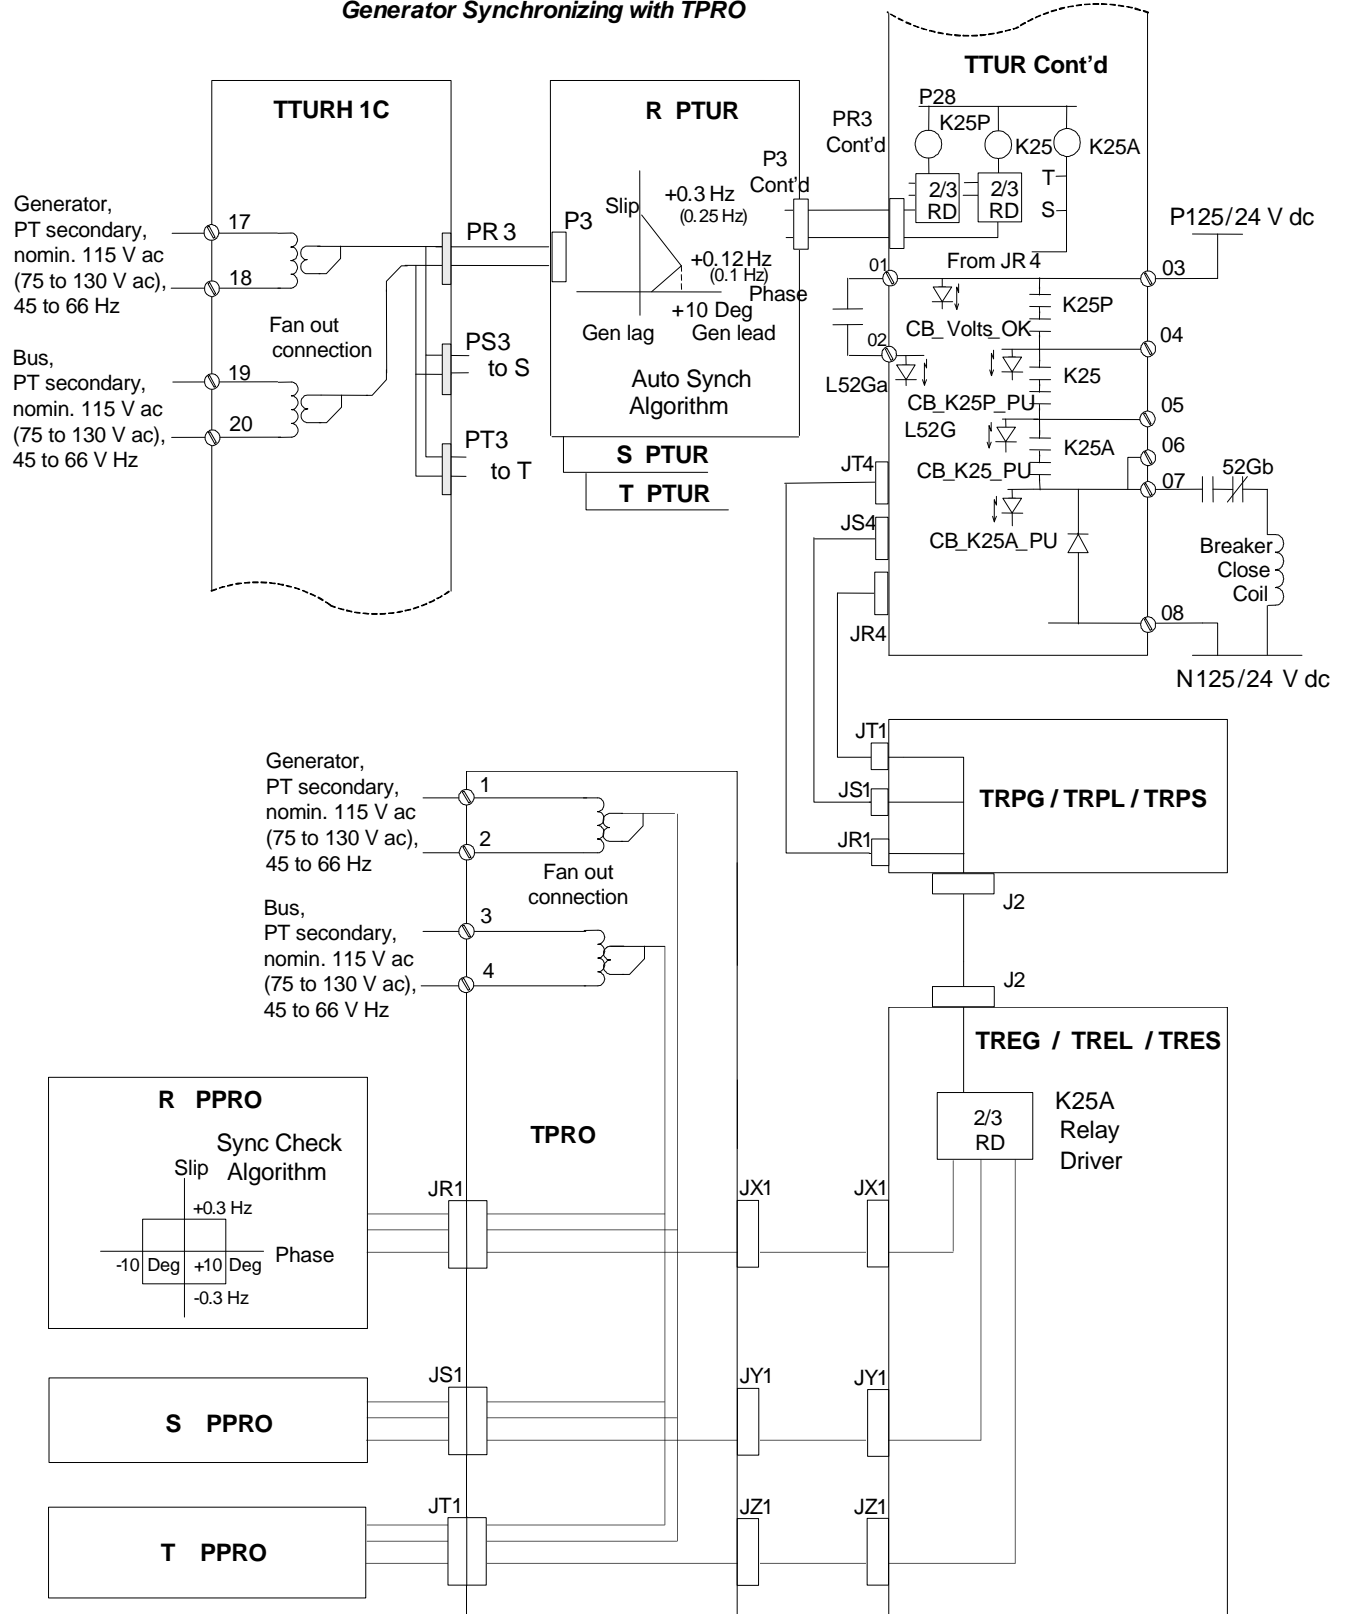 Generator Synchronizing with TPRO
TTURH 1C
Generator,
PT secondary,
nomin. 115 V ac
(75 to 130 V ac),
45 to 66 Hz
17
18
Bus,
PT secondary,
nomin. 115 V ac
(75 to 130 V ac),
45 to 66 V Hz
19
20
Fan out
connection
PR 3
PS3
to S
PT3
to T
P3
R PTUR
Slip
+0.3 Hz
(0.25 Hz)
+0.12 Hz
(0.1 Hz)
Phase
+10 Deg
Gen lag
Gen lead
Auto Synch
Algorithm
S PTUR
T PTUR
P3
Cont'd
PR3
Cont'd
TTUR Cont'd
P28
K25P
K25
K25A
2/3
RD
2/3
RD
T
S
From JR 4
P125/24 V dc
01
02
03
04
05
06
07
08
K25P
CB_Volts_OK
L52Ga
K25
CB_K25P_PU
L52G
K25A
CB_K25_PU
CB_K25A_PU
52Gb
Breaker
Close
Coil
N125/24 V dc
JT4
JS4
JR4
JT1
JS1
JR1
TRPG / TRPL / TRPS
J2
J2
TREG / TREL / TRES
2/3
RD
K25A
Relay
Driver
Generator,
PT secondary,
nomin. 115 V ac
(75 to 130 V ac),
45 to 66 Hz
1
2
Fan out
connection
Bus,
PT secondary,
nomin. 115 V ac
(75 to 130 V ac),
45 to 66 V Hz
3
4
TPRO
R PPRO
Sync Check
Algorithm
Slip
+0.3 Hz
Phase
-10 Deg
+10 Deg
-0.3 Hz
JR1
JX1
JX1
S PPRO
JS1
JY1
JY1
T PPRO
JT1
JZ1
JZ1